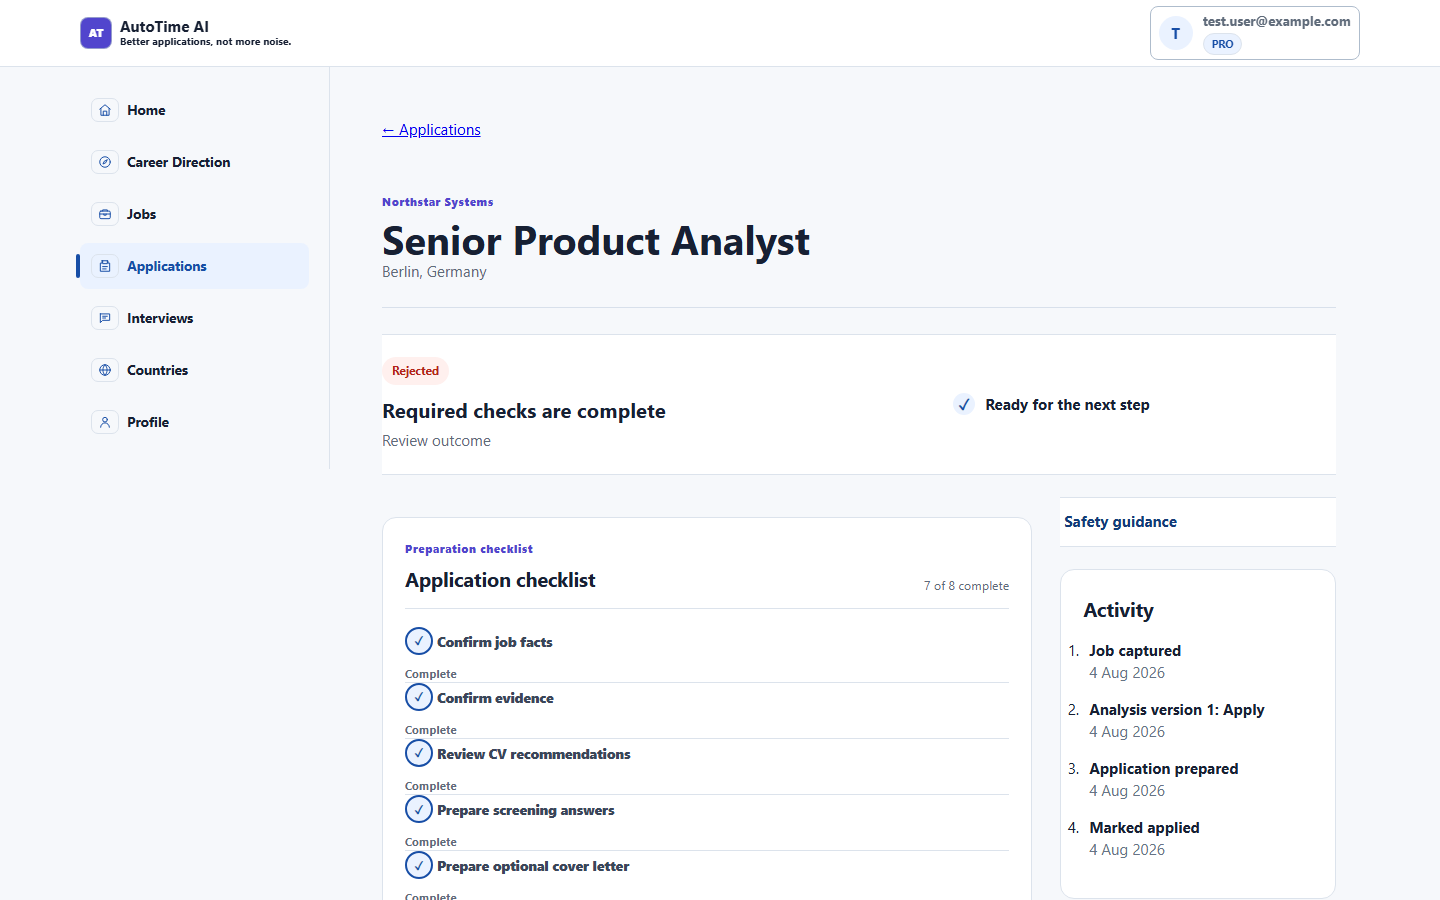 AT
AutoTime AI
Better applications, not more noise.
T
test.user@example.com
PRO
Home
Career Direction
Jobs
Applications
Interviews
Countries
Profile
← Applications
Northstar Systems
Senior Product Analyst
Berlin, Germany
Rejected
Required checks are complete
Review outcome
✓ Ready for the next step
Preparation checklist
Application checklist
7 of 8 complete
✓ Confirm job facts
Complete
✓ Confirm evidence
Complete
✓ Review CV recommendations
Complete
✓ Prepare screening answers
Complete
✓ Prepare optional cover letter
Complete
Safety guidance
Activity
1. Job captured
4 Aug 2026
2. Analysis version 1: Apply
4 Aug 2026
3. Application prepared
4 Aug 2026
4. Marked applied
4 Aug 2026